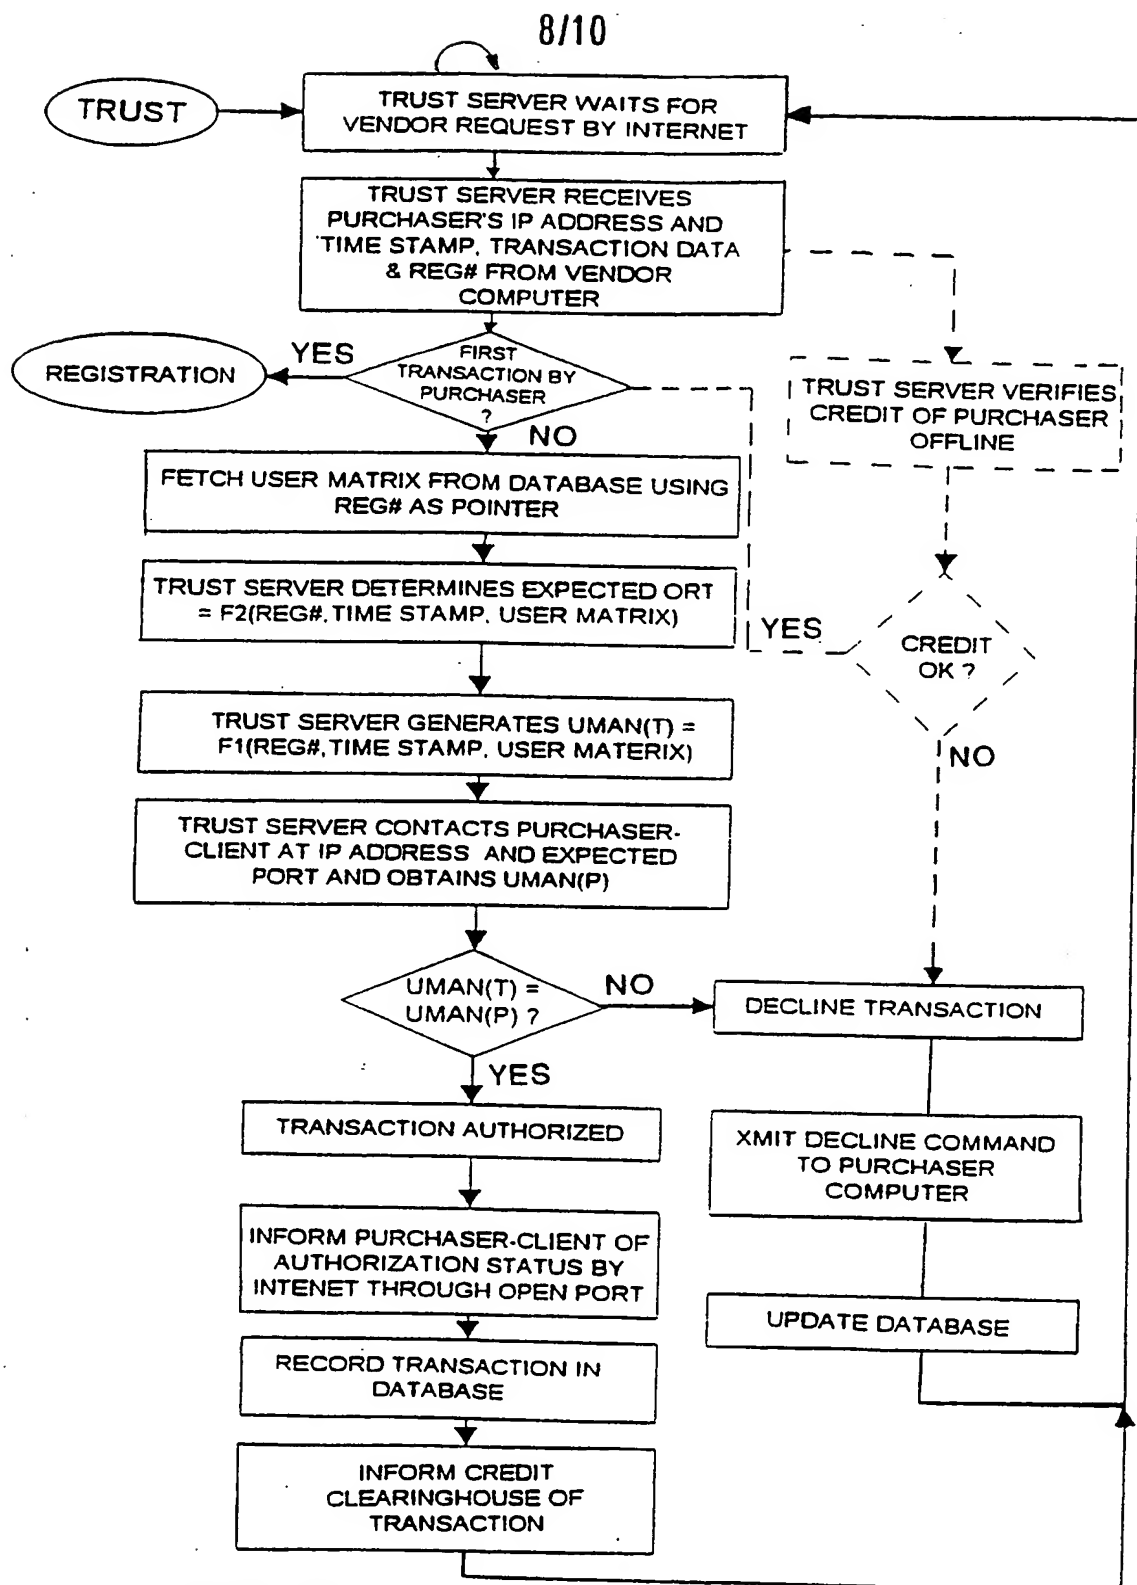 8/10
TRUST
TRUST SERVER WAITS FOR
VENDOR REQUEST BY INTERNET
TRUST SERVER RECEIVES
PURCHASER'S IP ADDRESS AND
TIME STAMP, TRANSACTION DATA
& REG# FROM VENDOR
COMPUTER
REGISTRATION
YES
FIRST
TRANSACTION BY
PURCHASER
?
NO
TRUST SERVER VERIFIES
CREDIT OF PURCHASER
OFFLINE
FETCH USER MATRIX FROM DATABASE USING
REG# AS POINTER
TRUST SERVER DETERMINES EXPECTED ORT
= F2(REG#, TIME STAMP, USER MATRIX)
YES
CREDIT
OK ?
NO
TRUST SERVER GENERATES UMAN(T) =
F1(REG#, TIME STAMP, USER MATERIX)
TRUST SERVER CONTACTS PURCHASER-
CLIENT AT IP ADDRESS AND EXPECTED
PORT AND OBTAINS UMAN(P)
UMAN(T) =
UMAN(P) ?
NO
DECLINE TRANSACTION
YES
TRANSACTION AUTHORIZED
XMIT DECLINE COMMAND
TO PURCHASER
COMPUTER
INFORM PURCHASER-CLIENT OF
AUTHORIZATION STATUS BY
INTENET THROUGH OPEN PORT
UPDATE DATABASE
RECORD TRANSACTION IN
DATABASE
INFORM CREDIT
CLEARINGHOUSE OF
TRANSACTION